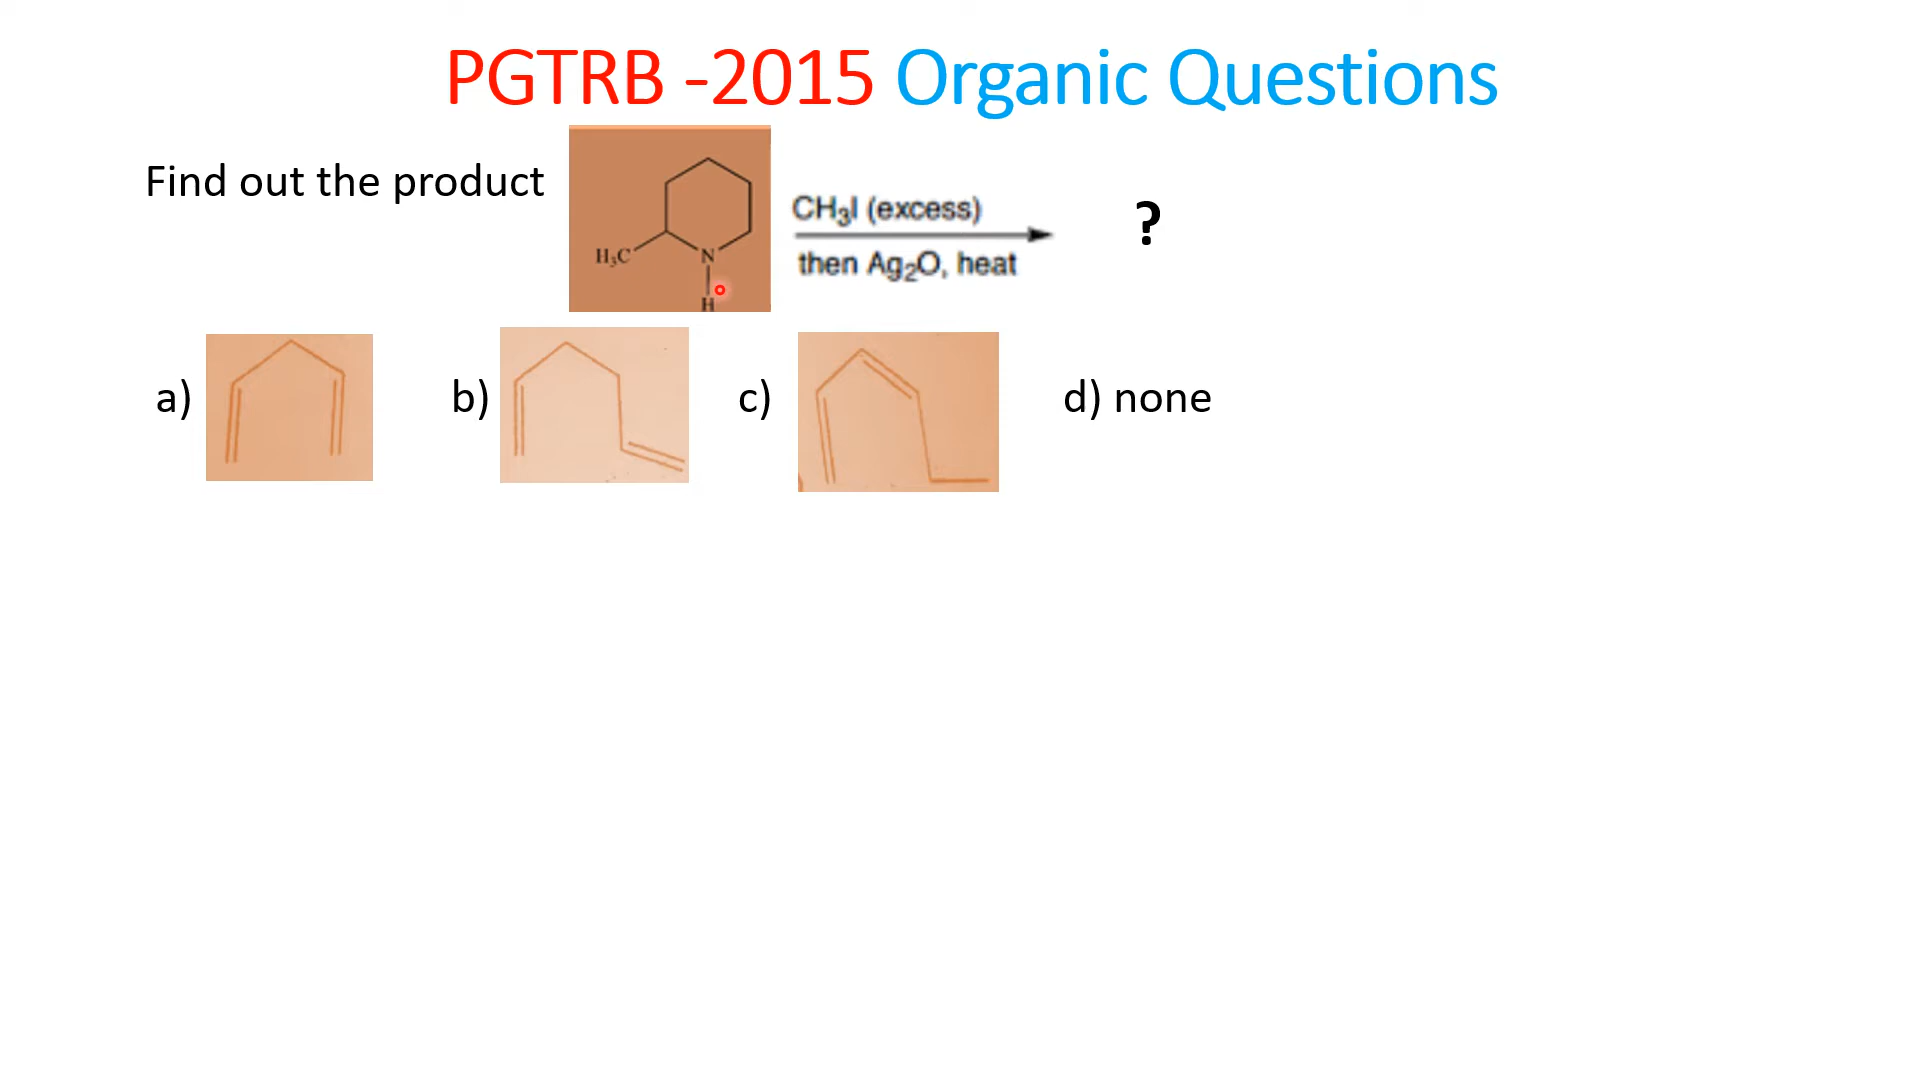 PGTRB -2015 Organic Questions
Find out the product
H₃C
N
H
CH₃I (excess)
then Ag₂O, heat
?
a)
b)
c)
d) none